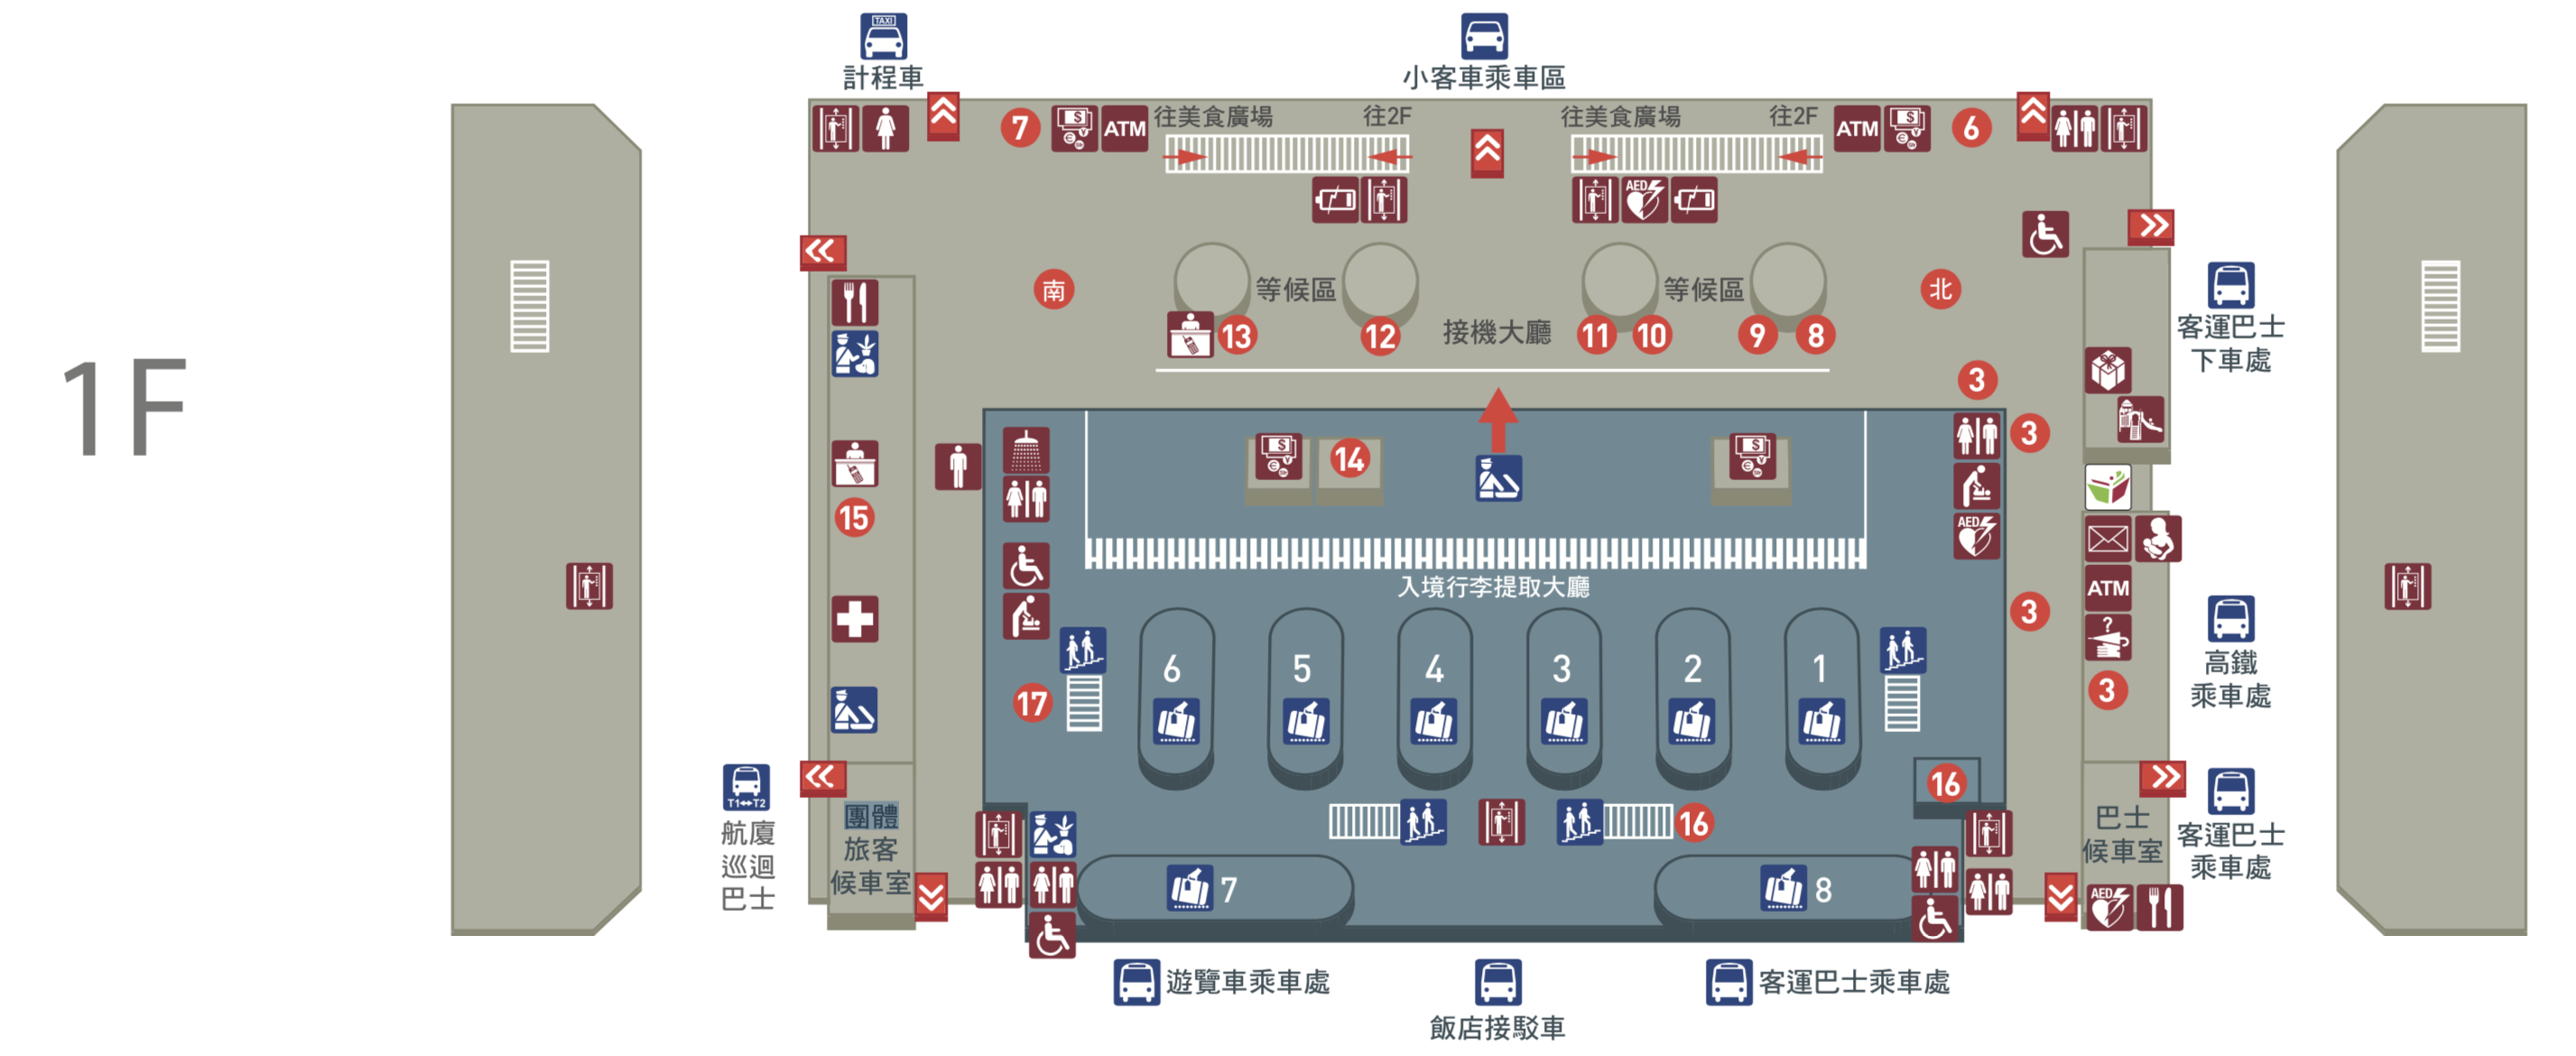 TAXI
計程車
小客車乘車區
7
ATM
往美食廣場
往2F
往美食廣場
往2F
ATM
6
AED
南
等候區
等候區
北
13
12
接機大廳
11
10
9
8
客運巴士
下車處
1F
3
3
14
15
AED
入境行李提取大廳
ATM
?
3
3
17
6
5
4
3
2
1
高鐵
乘車處
T1↔T2
航廈
巡迴
巴士
團體
旅客
候車室
16
16
巴士
候車室
客運巴士
乘車處
7
8
AED
遊覽車乘車處
飯店接駁車
客運巴士乘車處